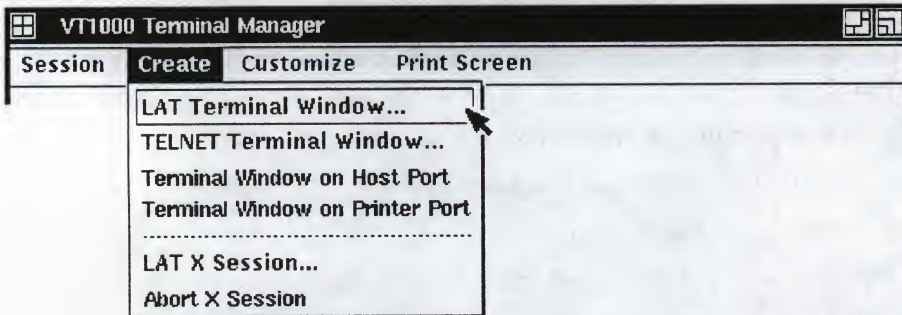 VT1000 Terminal Manager
Session Create Customize Print Screen
LAT Terminal Window...
TELNET Terminal Window...
Terminal Window on Host Port
Terminal Window on Printer Port
LAT X Session...
Abort X Session